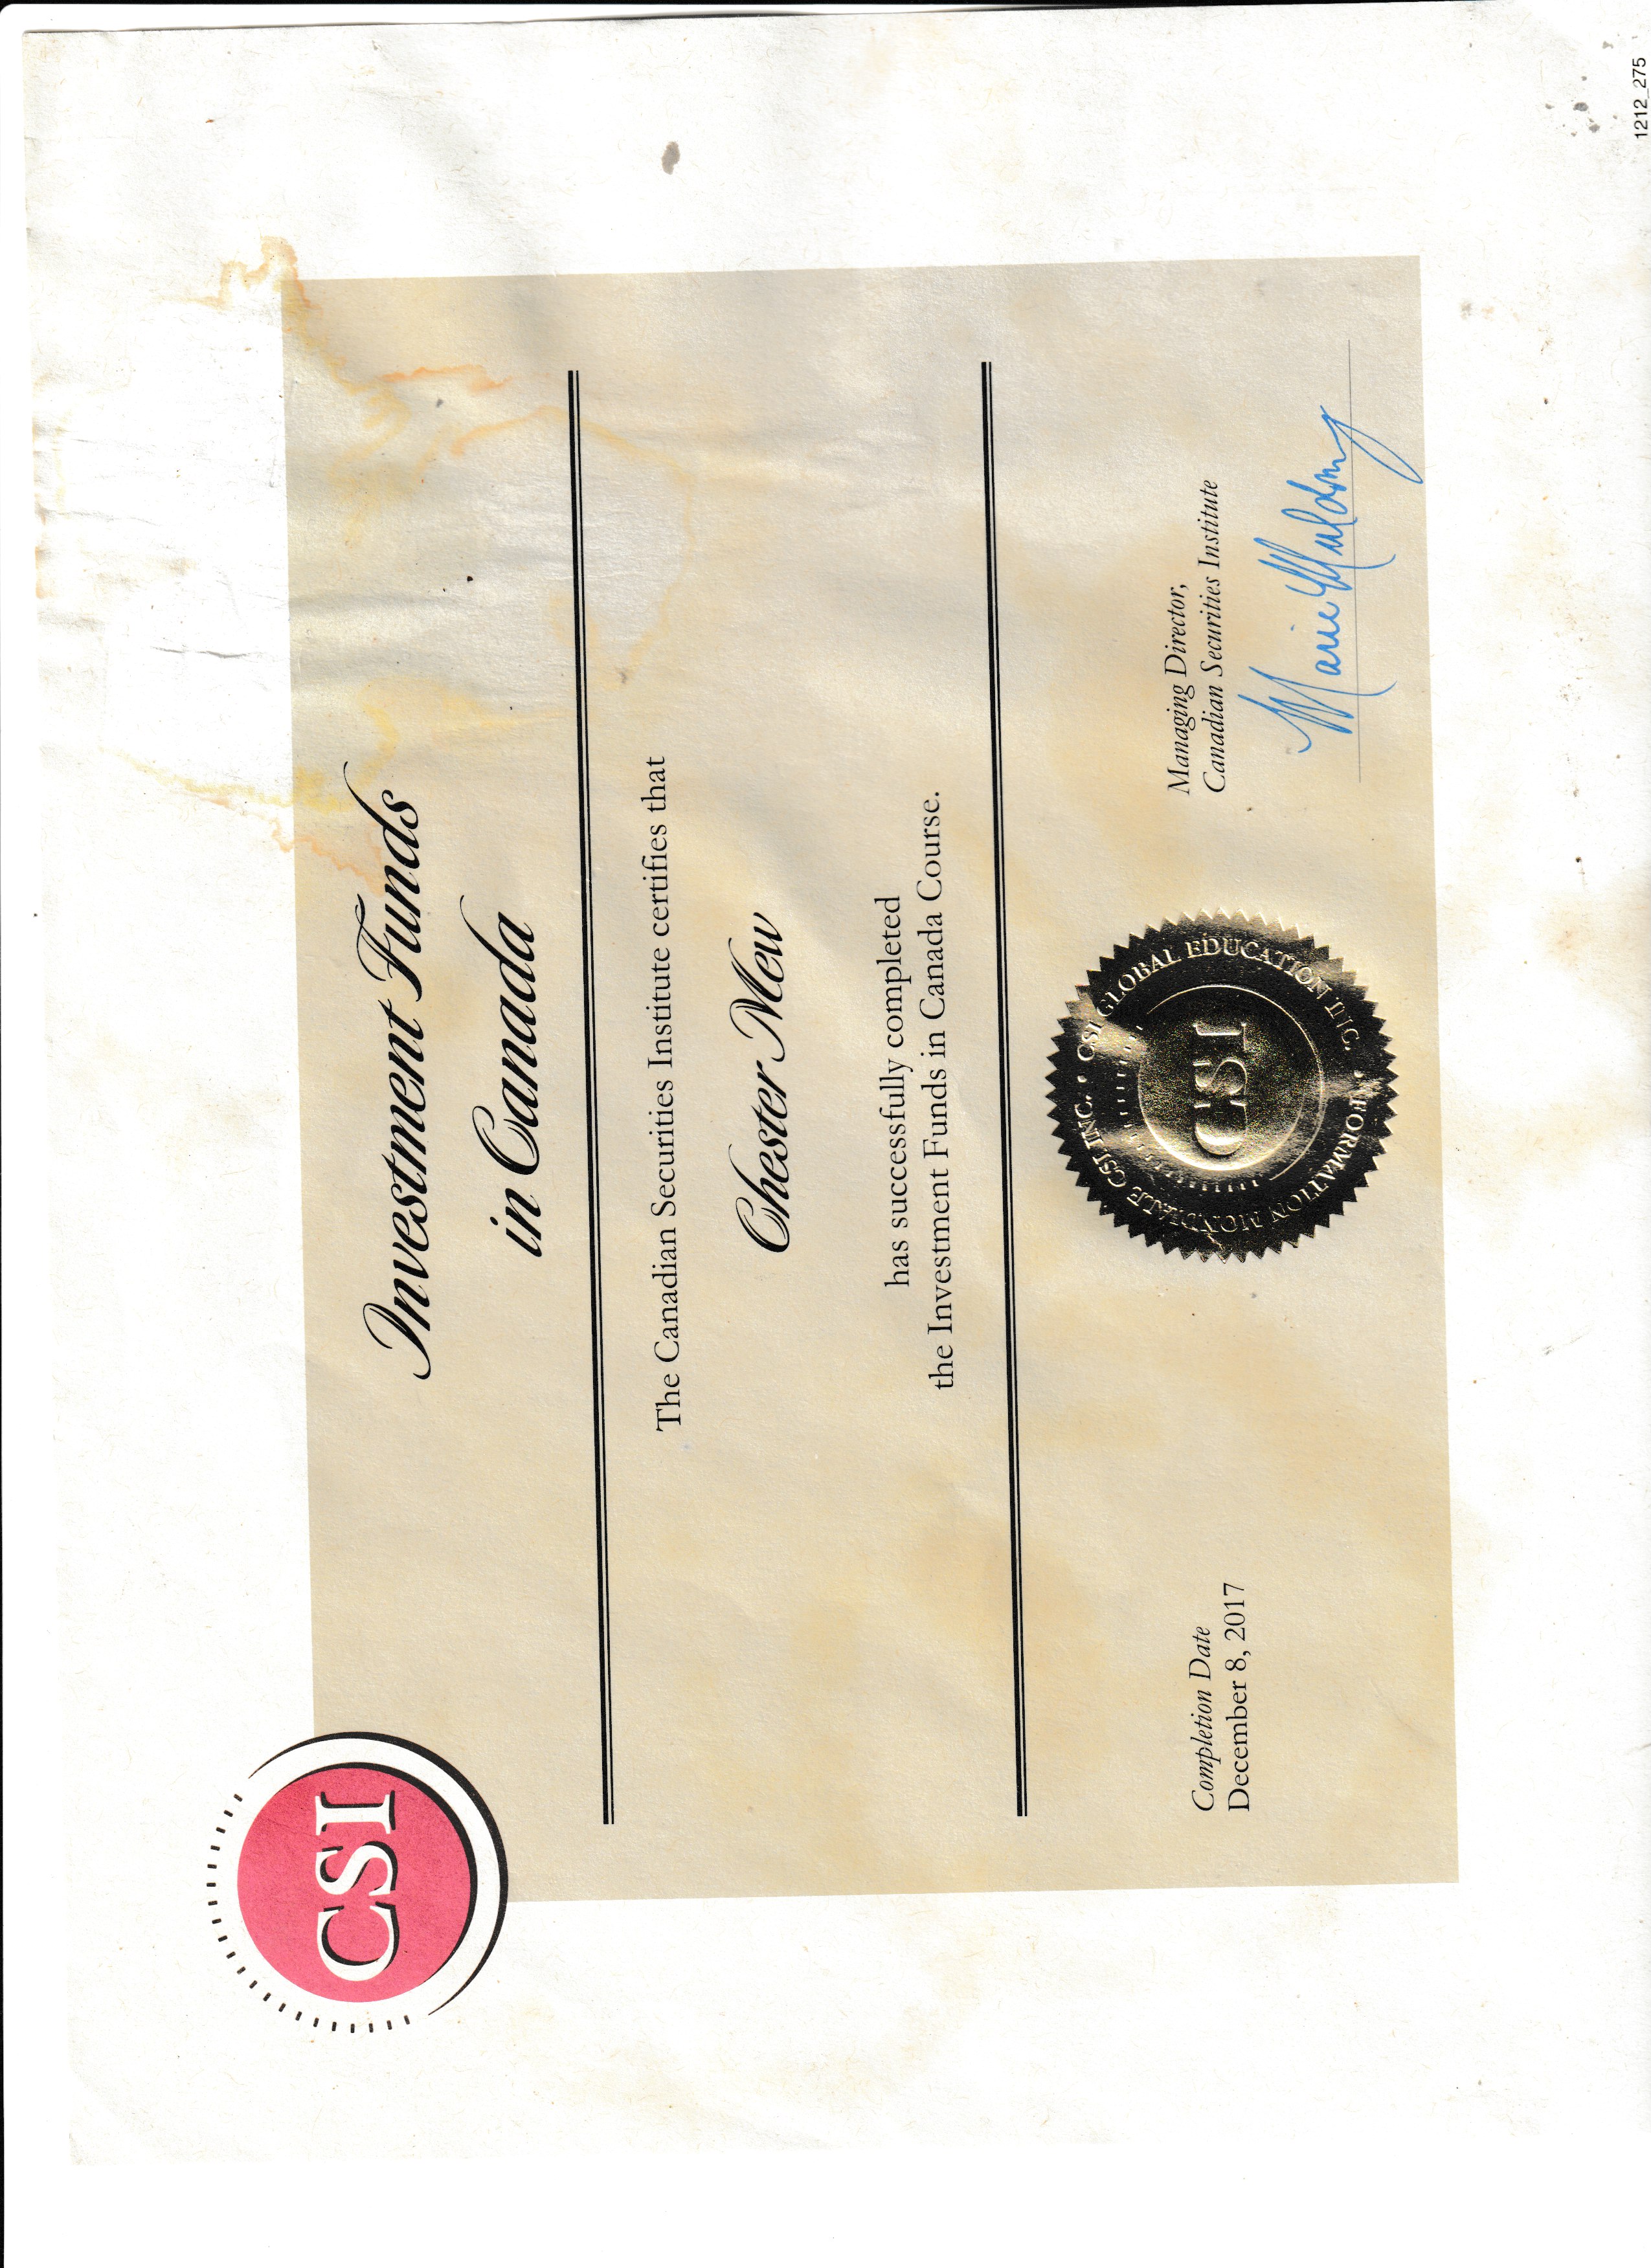 CSI
Investment Funds
in Canada
The Canadian Securities Institute certifies that
Chester Mew
has successfully completed
the Investment Funds in Canada Course.
Completion Date
December 8, 2017
CSI GLOBAL EDUCATION INC. • FORMATION MONDIALE CSI INC. •
CSI
Managing Director,
Canadian Securities Institute
Marie Muldowney
1212_275